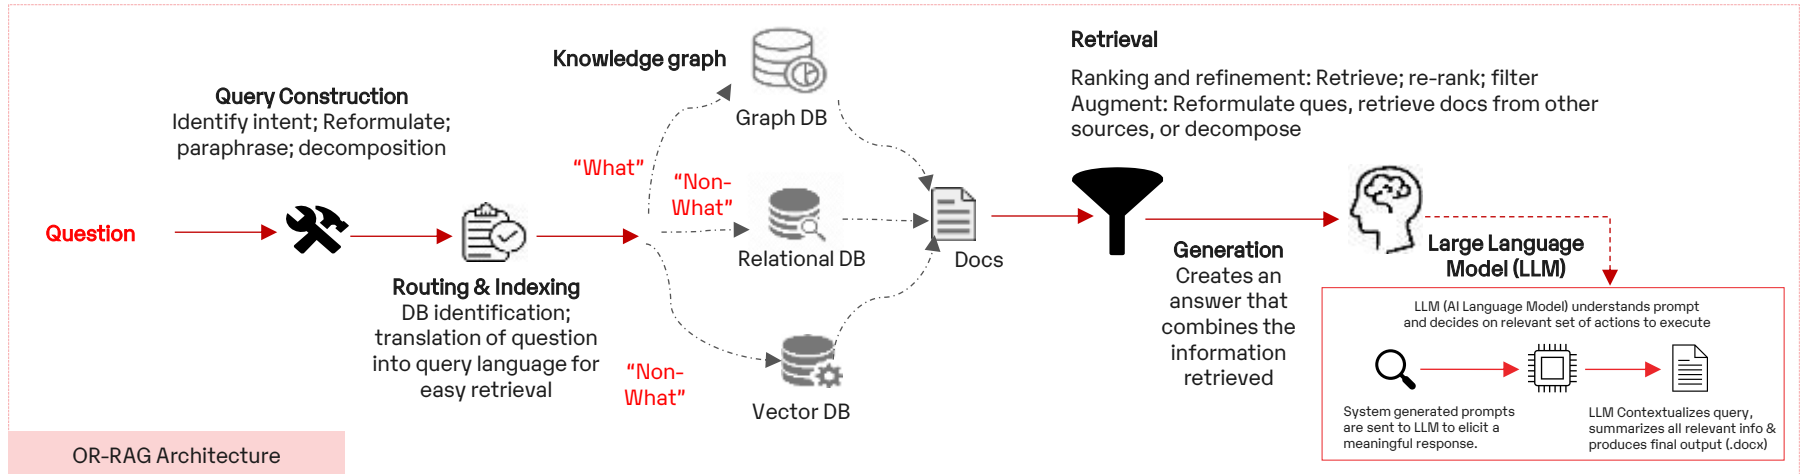 Question
Query Construction
Identify intent; Reformulate;
paraphrase; decomposition
Routing & Indexing
DB identification;
translation of question
into query language for
easy retrieval
Knowledge graph
“What”
“Non-
What”
“Non-
What”
Graph DB
Relational DB
Vector DB
Docs
Retrieval
Ranking and refinement: Retrieve; re-rank; filter
Augment: Reformulate ques, retrieve docs from other
sources, or decompose
Generation
Creates an
answer that
combines the
information
retrieved
Large Language
Model (LLM)
LLM (AI Language Model) understands prompt
and decides on relevant set of actions to execute
System generated prompts
are sent to LLM to elicit a
meaningful response.
LLM Contextualizes query,
summarizes all relevant info &
produces final output (.docx)
OR-RAG Architecture